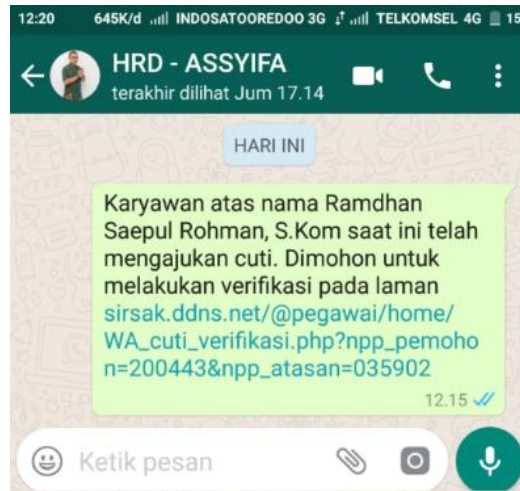 12:20 645K/d INDOSATOOREDOO 3G TELKOMSEL 4G 15
HRD - ASSYIFA
terakhir dilihat Jum 17.14
HARI INI
Karyawan atas nama Ramdhan
Saepul Rohman, S.Kom saat ini telah
mengajukan cuti. Dimohon untuk
melakukan verifikasi pada laman
sirsak.ddns.net/@pegawai/home/
WA_cuti_verifikasi.php?npp_pemoho
n=200443&npp_atasan=035902
12.15
Ketik pesan